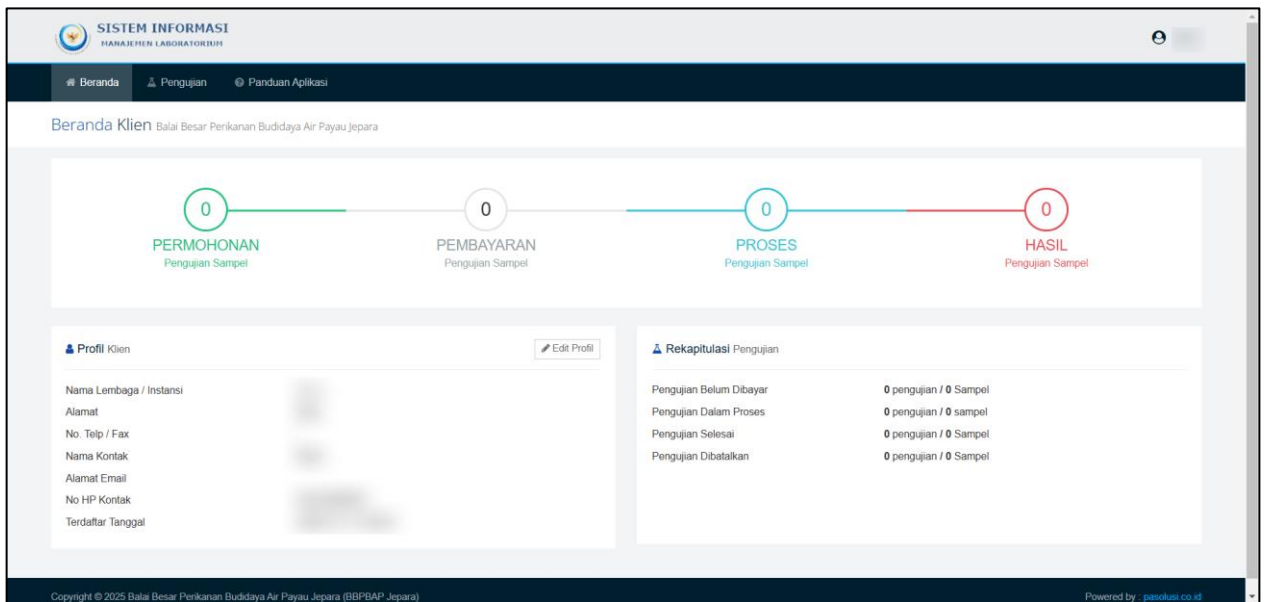 SISTEM INFORMASI
MANAJEMEN LABORATORIUM
Beranda Pengujian Panduan Aplikasi
Beranda Klien Balai Besar Perikanan Budidaya Air Payau Jepara
0 0 0 0
PERMOHONAN PEMBAYARAN PROSES HASIL
Pengujian Sampel Pengujian Sampel Pengujian Sampel Pengujian Sampel
Profil Klien Edit Profil
Nama Lembaga / Instansi
Alamat
No. Telp / Fax
Nama Kontak
Alamat Email
No HP Kontak
Terdaftar Tanggal
Rekapitulasi Pengujian
Pengujian Belum Dibayar 0 pengujian / 0 Sampel
Pengujian Dalam Proses 0 pengujian / 0 sampel
Pengujian Selesai 0 pengujian / 0 Sampel
Pengujian Dibatalkan 0 pengujian / 0 Sampel
Copyright © 2025 Balai Besar Perikanan Budidaya Air Payau Jepara (BBPBAP Jepara) Powered by : pasolusi.co.id